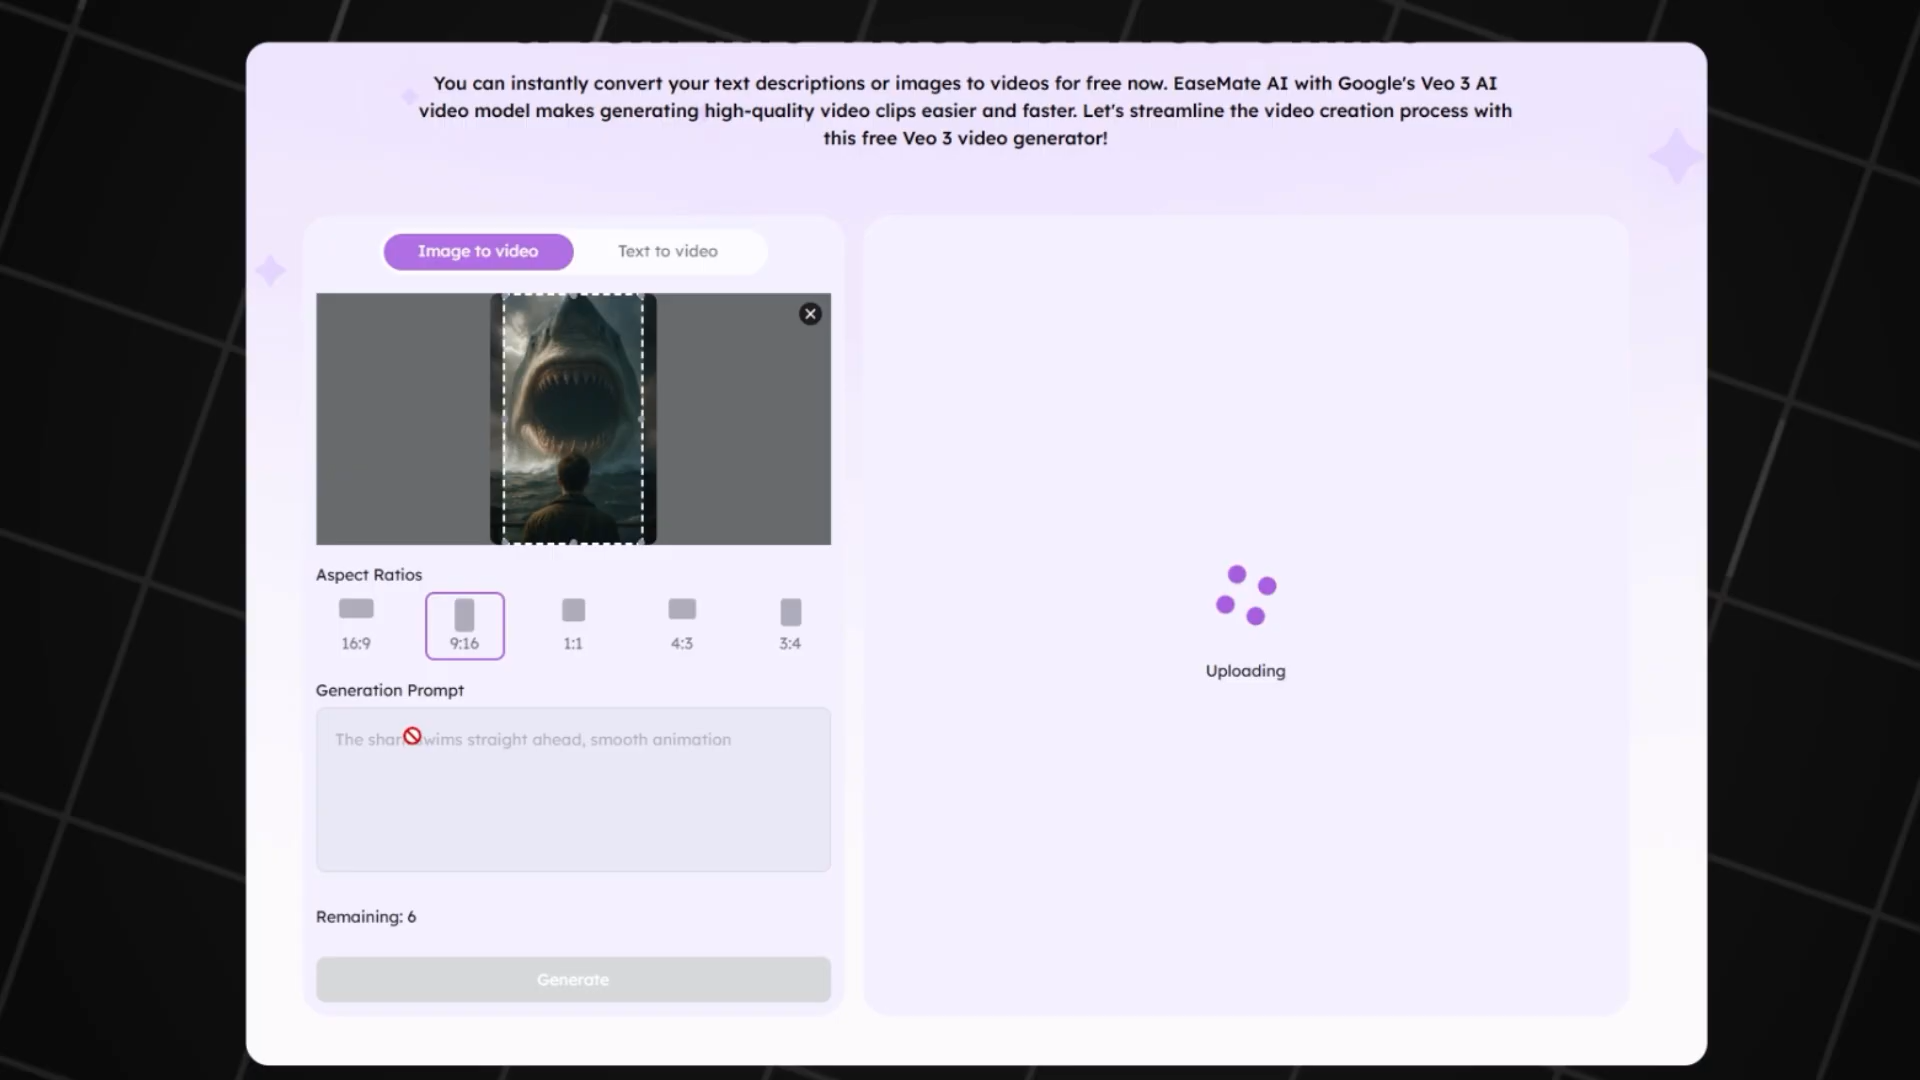 You can instantly convert your text descriptions or images to videos for free now. EaseMate AI with Google's Veo 3 AI
video model makes generating high-quality video clips easier and faster. Let's streamline the video creation process with
this free Veo 3 video generator!
Image to video
Text to video
Aspect Ratios
16:9
9:16
1:1
4:3
3:4
Generation Prompt
The shark swims straight ahead, smooth animation
Remaining: 6
Generate
Uploading